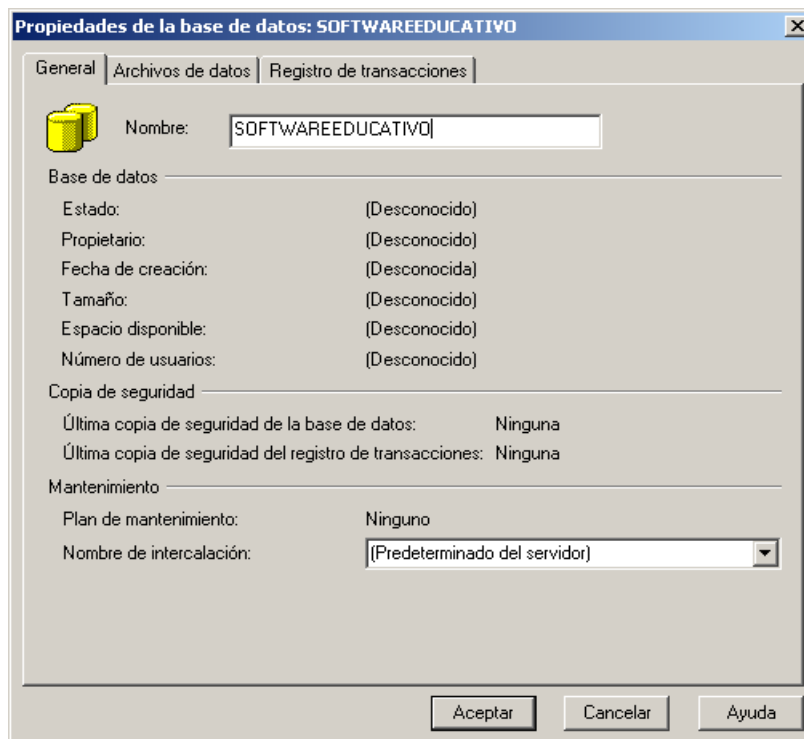 Propiedades de la base de datos: SOFTWAREEDUCATIVO
General Archivos de datos Registro de transacciones
Nombre: SOFTWAREEDUCATIVO
Base de datos
Estado: (Desconocido)
Propietario: (Desconocido)
Fecha de creación: (Desconocida)
Tamaño: (Desconocido)
Espacio disponible: (Desconocido)
Número de usuarios: (Desconocido)
Copia de seguridad
Última copia de seguridad de la base de datos: Ninguna
Última copia de seguridad del registro de transacciones: Ninguna
Mantenimiento
Plan de mantenimiento: Ninguno
Nombre de intercalación: (Predeterminado del servidor)
Aceptar Cancelar Ayuda